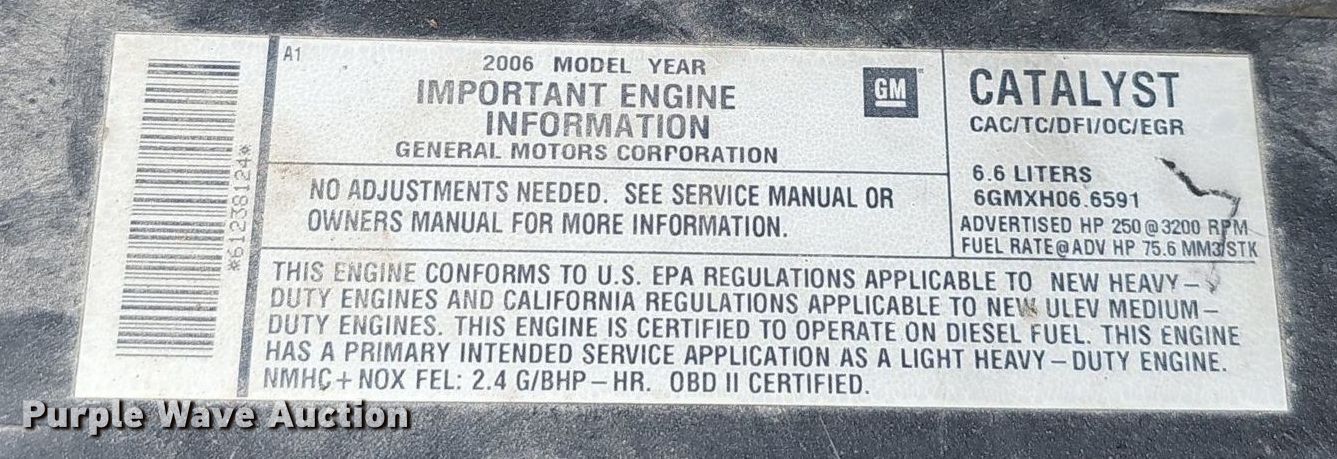 *61238124*
A1
2006 MODEL YEAR
IMPORTANT ENGINE
INFORMATION
GENERAL MOTORS CORPORATION
GM
NO ADJUSTMENTS NEEDED. SEE SERVICE MANUAL OR
OWNERS MANUAL FOR MORE INFORMATION.
CATALYST
CAC/TC/DFI/OC/EGR
6.6 LITERS
6GMXH06.6591
ADVERTISED HP 250@3200 RPM
FUEL RATE@ADV HP 75.6 MM3/STK
THIS ENGINE CONFORMS TO U.S. EPA REGULATIONS APPLICABLE TO NEW HEAVY–
DUTY ENGINES AND CALIFORNIA REGULATIONS APPLICABLE TO NEW ULEV MEDIUM–
DUTY ENGINES. THIS ENGINE IS CERTIFIED TO OPERATE ON DIESEL FUEL. THIS ENGINE
HAS A PRIMARY INTENDED SERVICE APPLICATION AS A LIGHT HEAVY–DUTY ENGINE.
NMHC+NOX FEL: 2.4 G/BHP–HR. OBD II CERTIFIED.
Purple Wave Auction